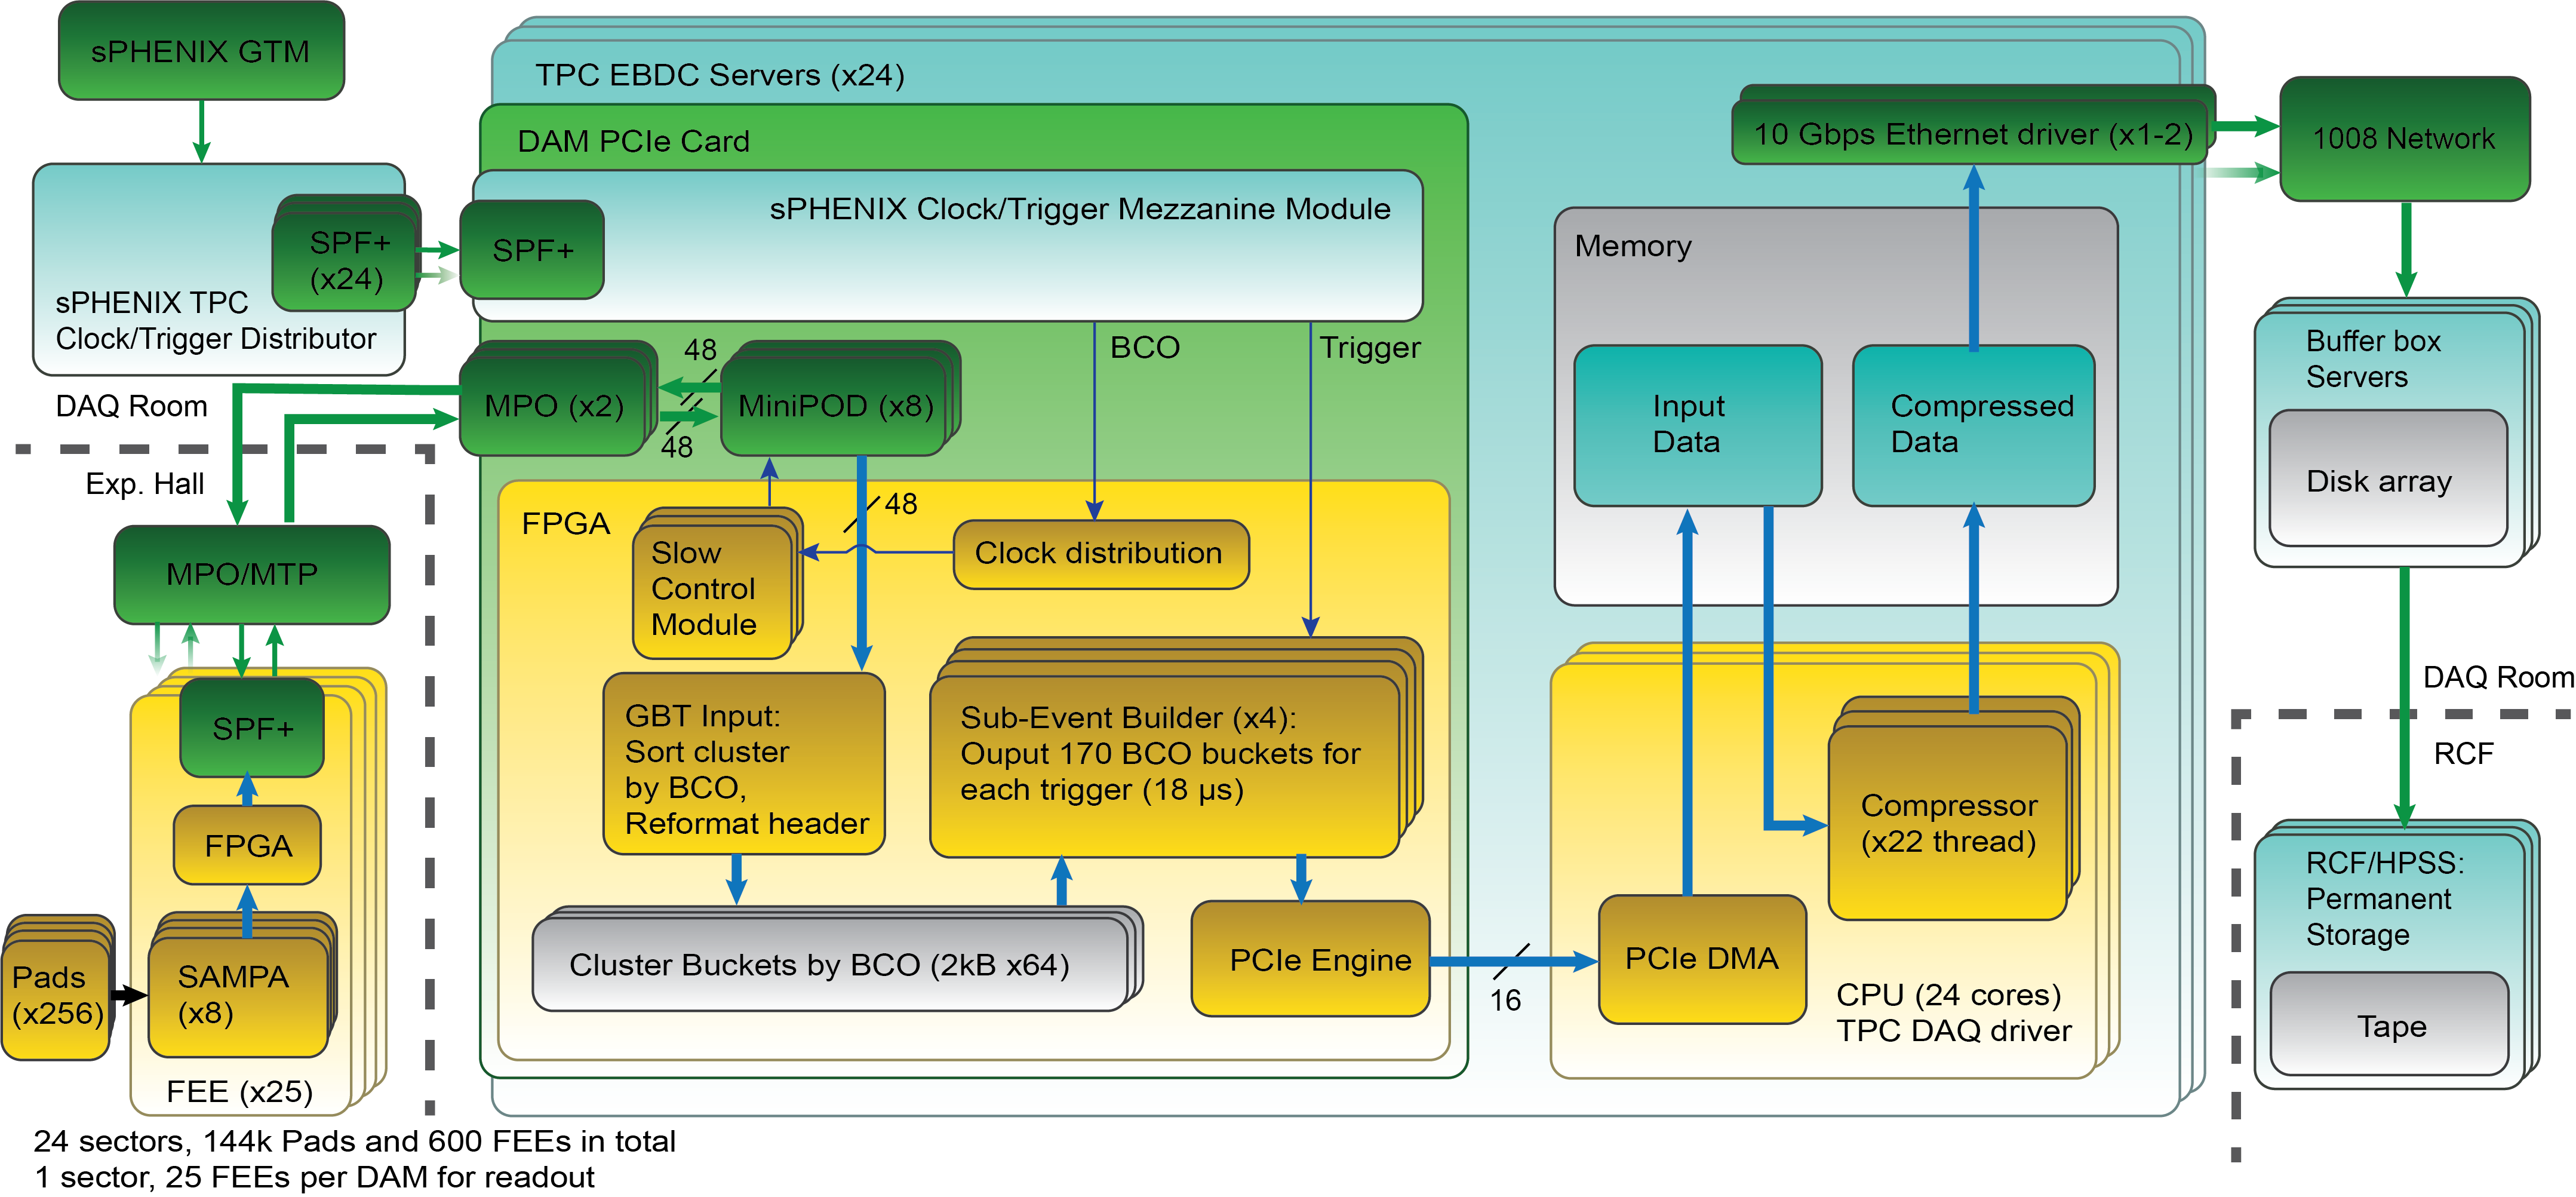 sPHENIX GTM
SPF+
(x24)
sPHENIX TPC
Clock/Trigger Distributor
DAQ Room
Exp. Hall
MPO/MTP
SPF+
FPGA
Pads
(x256)
SAMPA
(x8)
FEE (x25)
24 sectors, 144k Pads and 600 FEEs in total
1 sector, 25 FEEs per DAM for readout
TPC EBDC Servers (x24)
DAM PCIe Card
sPHENIX Clock/Trigger Mezzanine Module
SPF+
BCO
Trigger
MPO (x2)
48
48
MiniPOD (x8)
FPGA
48
Slow
Control
Module
Clock distribution
GBT Input:
Sort cluster
by BCO,
Reformat header
Sub-Event Builder (x4):
Ouput 170 BCO buckets for
each trigger (18 µs)
Cluster Buckets by BCO (2kB x64)
PCIe Engine
16
10 Gbps Ethernet driver (x1-2)
Memory
Input
Data
Compressed
Data
Compressor
(x22 thread)
PCIe DMA
CPU (24 cores)
TPC DAQ driver
1008 Network
Buffer box
Servers
Disk array
DAQ Room
RCF
RCF/HPSS:
Permanent
Storage
Tape